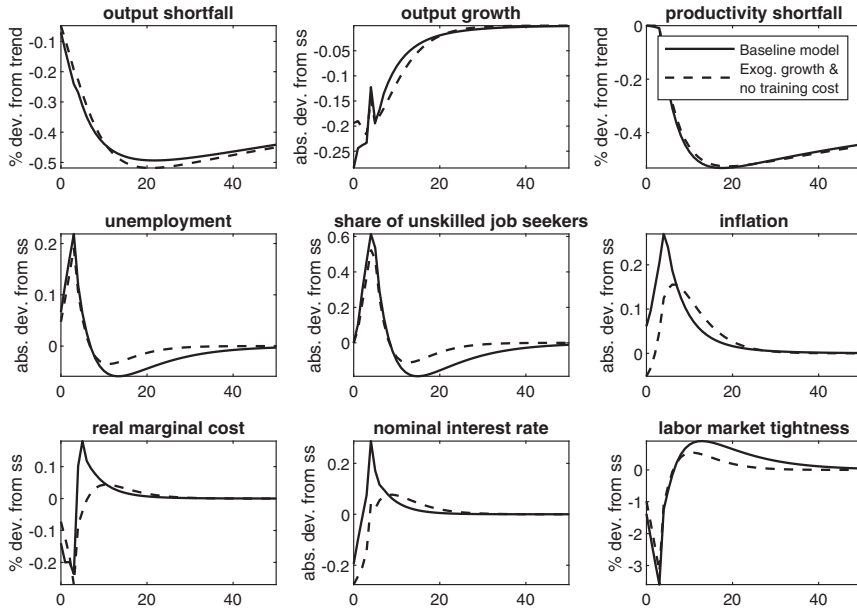 output shortfall
% dev. from trend
-0.1
-0.2
-0.3
-0.4
-0.5
0
20
40
output growth
abs. dev. from ss
-0.05
-0.1
-0.15
-0.2
-0.25
0
20
40
productivity shortfall
% dev. from trend
0
-0.2
-0.4
0
20
40
Baseline model
Exog. growth &
no training cost
unemployment
abs. dev. from ss
0.2
0.1
0
0
20
40
share of unskilled job seekers
abs. dev. from ss
0.6
0.4
0.2
0
0
20
40
inflation
abs. dev. from ss
0.2
0.1
0
0
20
40
real marginal cost
% dev. from ss
0.1
0
-0.1
-0.2
0
20
40
nominal interest rate
abs. dev. from ss
0.2
0
-0.2
0
20
40
labor market tightness
% dev. from ss
0
-1
-2
-3
0
20
40